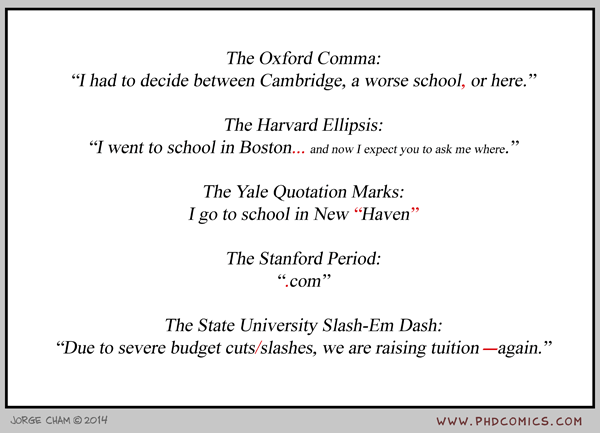 The Oxford Comma:
“I had to decide between Cambridge, a worse school, or here.”
The Harvard Ellipsis:
“I went to school in Boston... and now I expect you to ask me where.”
The Yale Quotation Marks:
I go to school in New “Haven”
The Stanford Period:
“.com”
The State University Slash-Em Dash:
“Due to severe budget cuts/slashes, we are raising tuition—again.”
JORGE CHAM © 2014
WWW.PHDCOMICS.COM